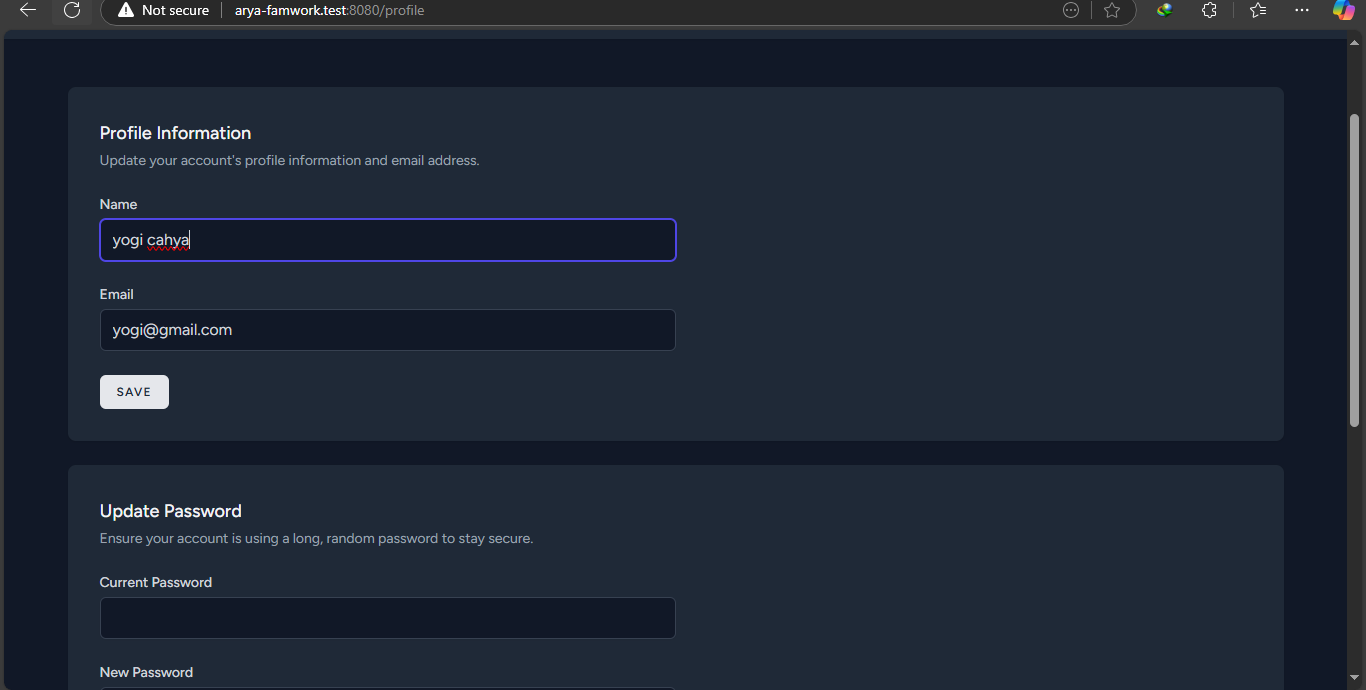 Not secure arya-famwork.test:8080/profile
Profile Information
Update your account's profile information and email address.
Name
yogi cahya
Email
yogi@gmail.com
SAVE
Update Password
Ensure your account is using a long, random password to stay secure.
Current Password
New Password